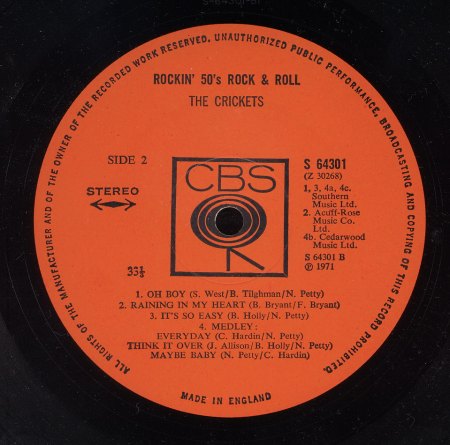 ALL RIGHTS OF THE MANUFACTURER AND OF THE OWNER OF THE RECORDED WORK RESERVED. UNAUTHORIZED PUBLIC PERFORMANCE, BROADCASTING AND COPYING OF THIS RECORD PROHIBITED.
ROCKIN' 50's ROCK & ROLL
THE CRICKETS
SIDE 2
STEREO
33⅓
CBS
S 64301
(Z 30268)
1, 3, 4a, 4c.
Southern
Music Ltd.
2. Acuff-Rose
Music Co.
Ltd.
4b. Cedarwood
Music Ltd.
S 64301 B
℗ 1971
1. OH BOY (S. West/B. Tilghman/N. Petty)
2. RAINING IN MY HEART (B. Bryant/F. Bryant)
3. IT'S SO EASY (B. Holly/N. Petty)
4. MEDLEY:
EVERYDAY (C. Hardin/N. Petty)
THINK IT OVER (J. Allison/B. Holly/N. Petty)
MAYBE BABY (N. Petty/C. Hardin)
MADE IN ENGLAND